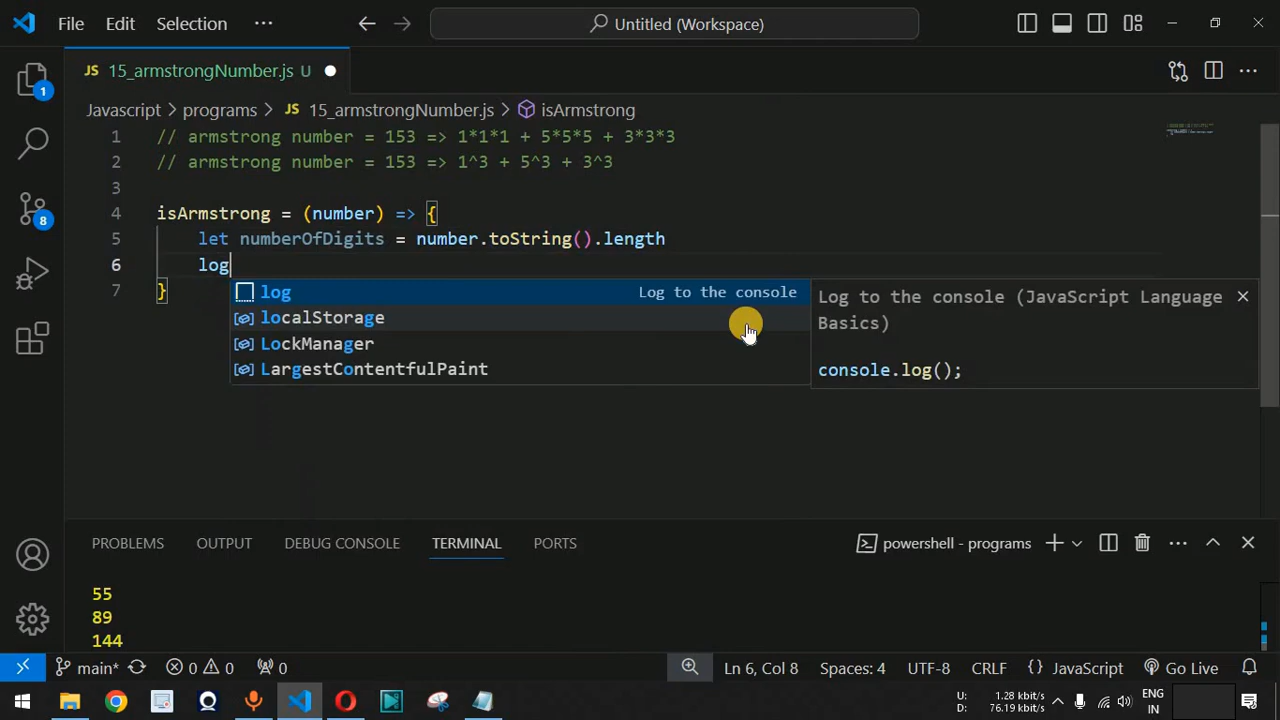 File Edit Selection ··· Untitled (Workspace)
JS 15_armstrongNumber.js U
Javascript > programs > JS 15_armstrongNumber.js > isArmstrong
1 // armstrong number = 153 => 1*1*1 + 5*5*5 + 3*3*3
2 // armstrong number = 153 => 1^3 + 5^3 + 3^3
3
4 isArmstrong = (number) => {
5 let numberOfDigits = number.toString().length
6 log
7 }
log Log to the console
localStorage
LockManager
LargestContentfulPaint
Log to the console (JavaScript Language
Basics)
console.log();
1
8
PROBLEMS OUTPUT DEBUG CONSOLE TERMINAL PORTS powershell - programs
55
89
144
main* 0 0 0 Ln 6, Col 8 Spaces: 4 UTF-8 CRLF {} JavaScript Go Live
U: 1.28 kbit/s
D: 76.19 kbit/s
ENG
IN